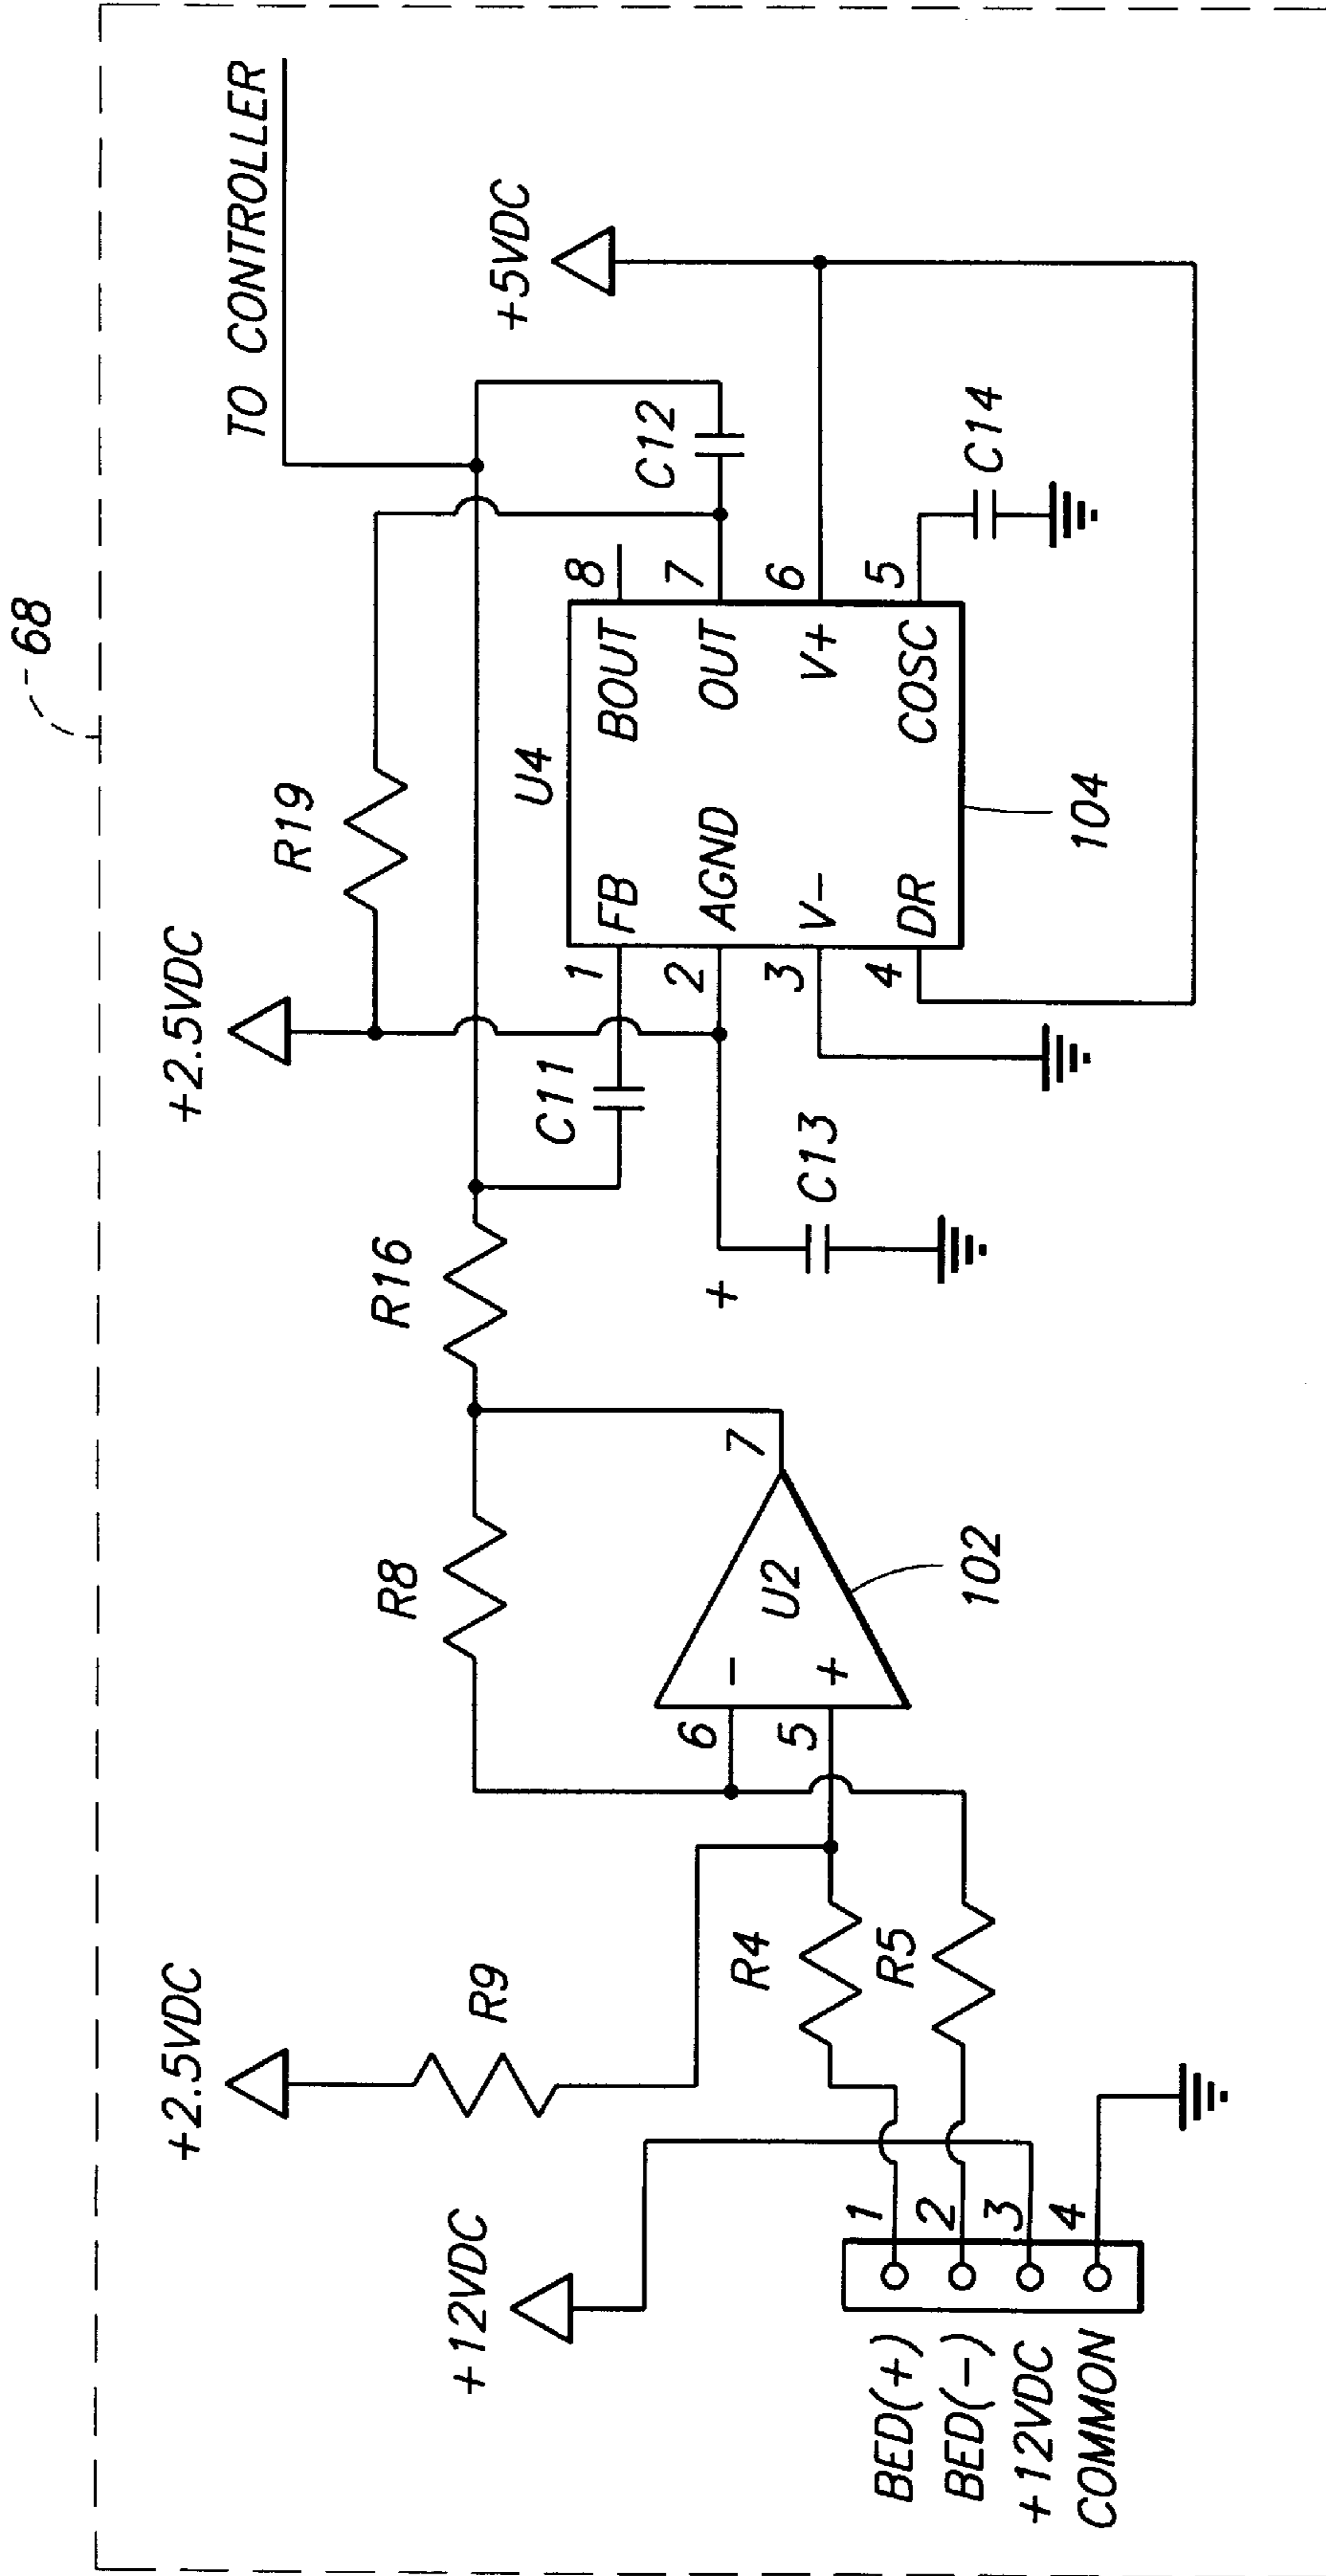 68
TO CONTROLLER
+2.5VDC
R19
+5VDC
+2.5VDC
R9
R8
R16
C11
U4
1
FB
BOUT
8
2
AGND
OUT
7
3
V-
V+
6
4
DR
COSC
5
C12
C14
104
C13
+
+12VDC
R4
R5
6
-
5
+
U2
7
102
BED(+)
1
BED(-)
2
+12VDC
3
COMMON
4